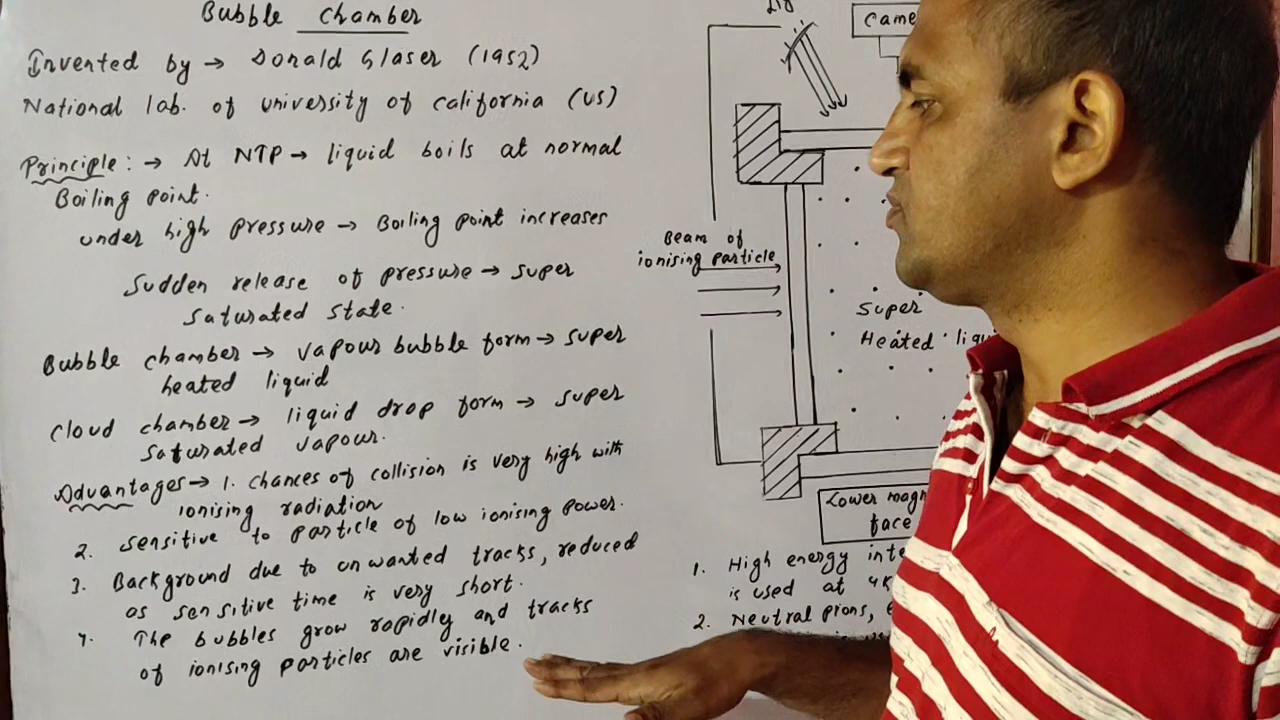 Bubble chamber
Invented by → Donald Glaser (1952)
National lab. of university of california (US)
Principle: → At NTP → liquid boils at normal
Boiling point.
under high pressure → Boiling point increases
Sudden release of pressure → super
saturated state.
Bubble chamber → vapour bubble form → super
heated liquid
cloud chamber → liquid drop form → super
saturated vapour.
Advantages → 1. chances of collision is very high with
ionising radiation
2. sensitive to particle of low ionising power.
3. Background due to unwanted tracks, reduced
as sensitive time is very short.
4. The bubbles grow rapidly and tracks
of ionising particles are visible.
came
Beam of
ionising particle
Super
Heated liqu
Lower magn
face
1. High energy inte
is used at 4K
2. Neutral pions,